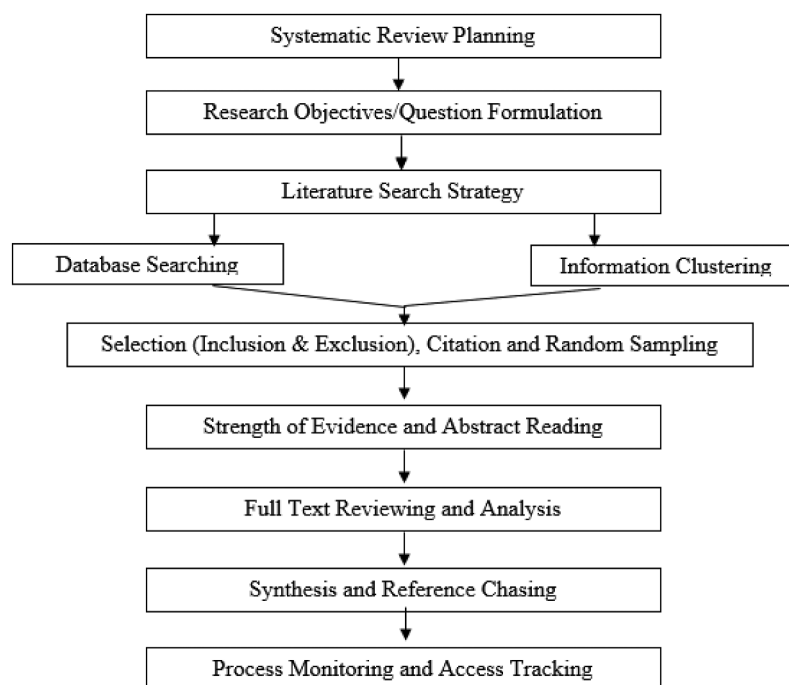 Systematic Review Planning
Research Objectives/Question Formulation
Literature Search Strategy
Database Searching
Information Clustering
Selection (Inclusion & Exclusion), Citation and Random Sampling
Strength of Evidence and Abstract Reading
Full Text Reviewing and Analysis
Synthesis and Reference Chasing
Process Monitoring and Access Tracking